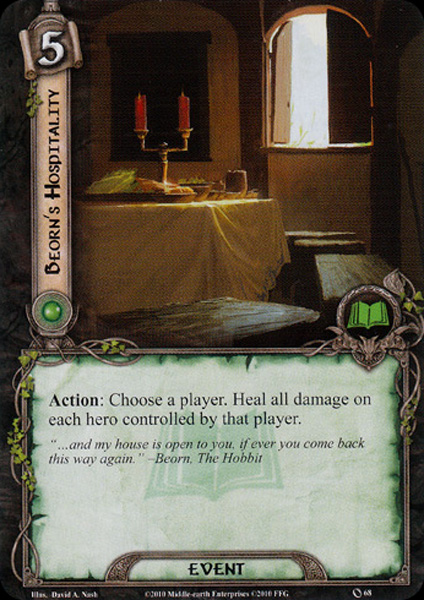 5
Beorn's Hospitality
Action: Choose a player. Heal all damage on
each hero controlled by that player.
"...and my house is open to you, if ever you come back
this way again." –Beorn, The Hobbit
EVENT
Illus. David A. Nash ©2010 Middle-earth Enterprises ©2010 FFG 68